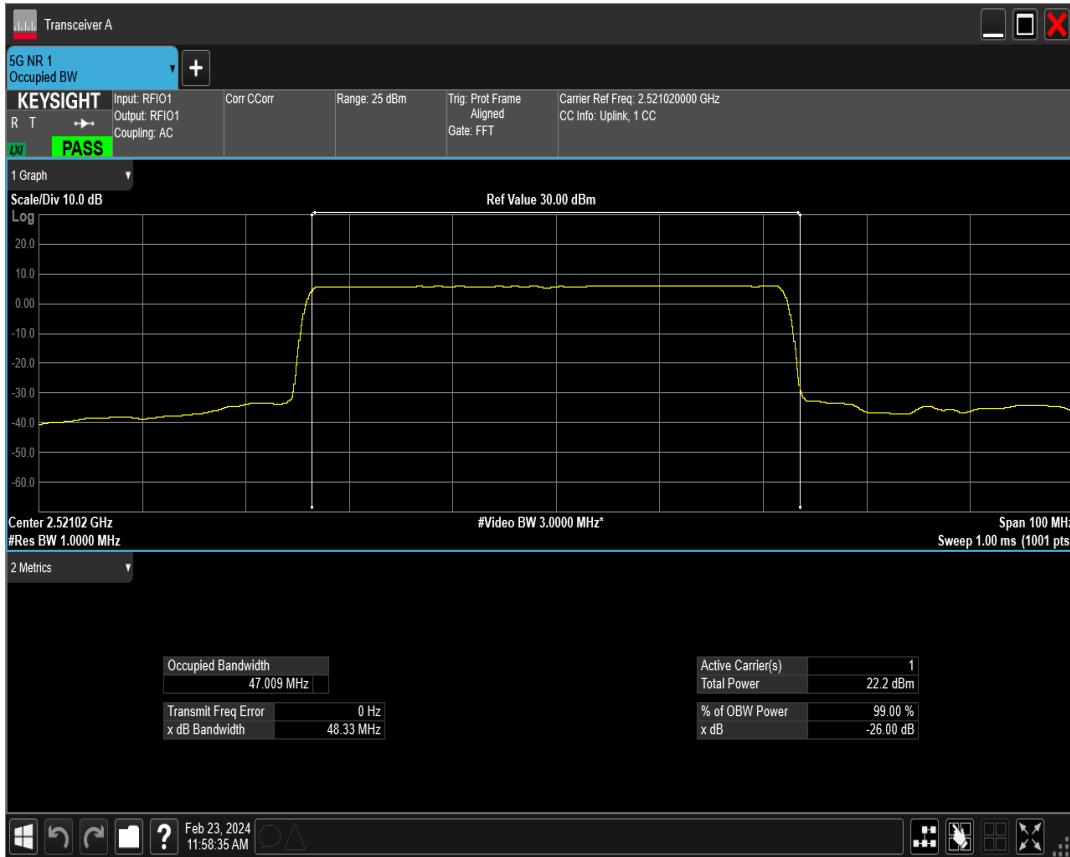 Transceiver A
5G NR 1
Occupied BW
KEYSIGHT
R T
LXI
PASS
Input: RFIO1
Output: RFIO1
Coupling: AC
Corr CCorr
Range: 25 dBm
Trig: Prot Frame
Aligned
Gate: FFT
Carrier Ref Freq: 2.521020000 GHz
CC Info: Uplink, 1 CC
1 Graph
Scale/Div 10.0 dB
Ref Value 30.00 dBm
Log
20.0
10.0
0.00
-10.0
-20.0
-30.0
-40.0
-50.0
-60.0
Center 2.52102 GHz
#Video BW 3.0000 MHz*
Span 100 MHz
#Res BW 1.0000 MHz
Sweep 1.00 ms (1001 pts
2 Metrics
Occupied Bandwidth
47.009 MHz
Transmit Freq Error 0 Hz
x dB Bandwidth 48.33 MHz
Active Carrier(s) 1
Total Power 22.2 dBm
% of OBW Power 99.00 %
x dB -26.00 dB
?
Feb 23, 2024
11:58:35 AM